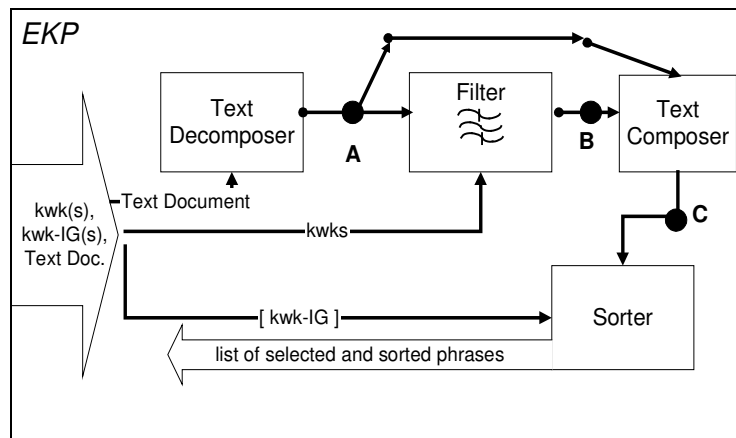 EKP
Text
Decomposer
A
Filter
B
Text
Composer
C
Text Document
kwk(s),
kwk-IG(s),
Text Doc.
kwks
[ kwk-IG ]
Sorter
list of selected and sorted phrases